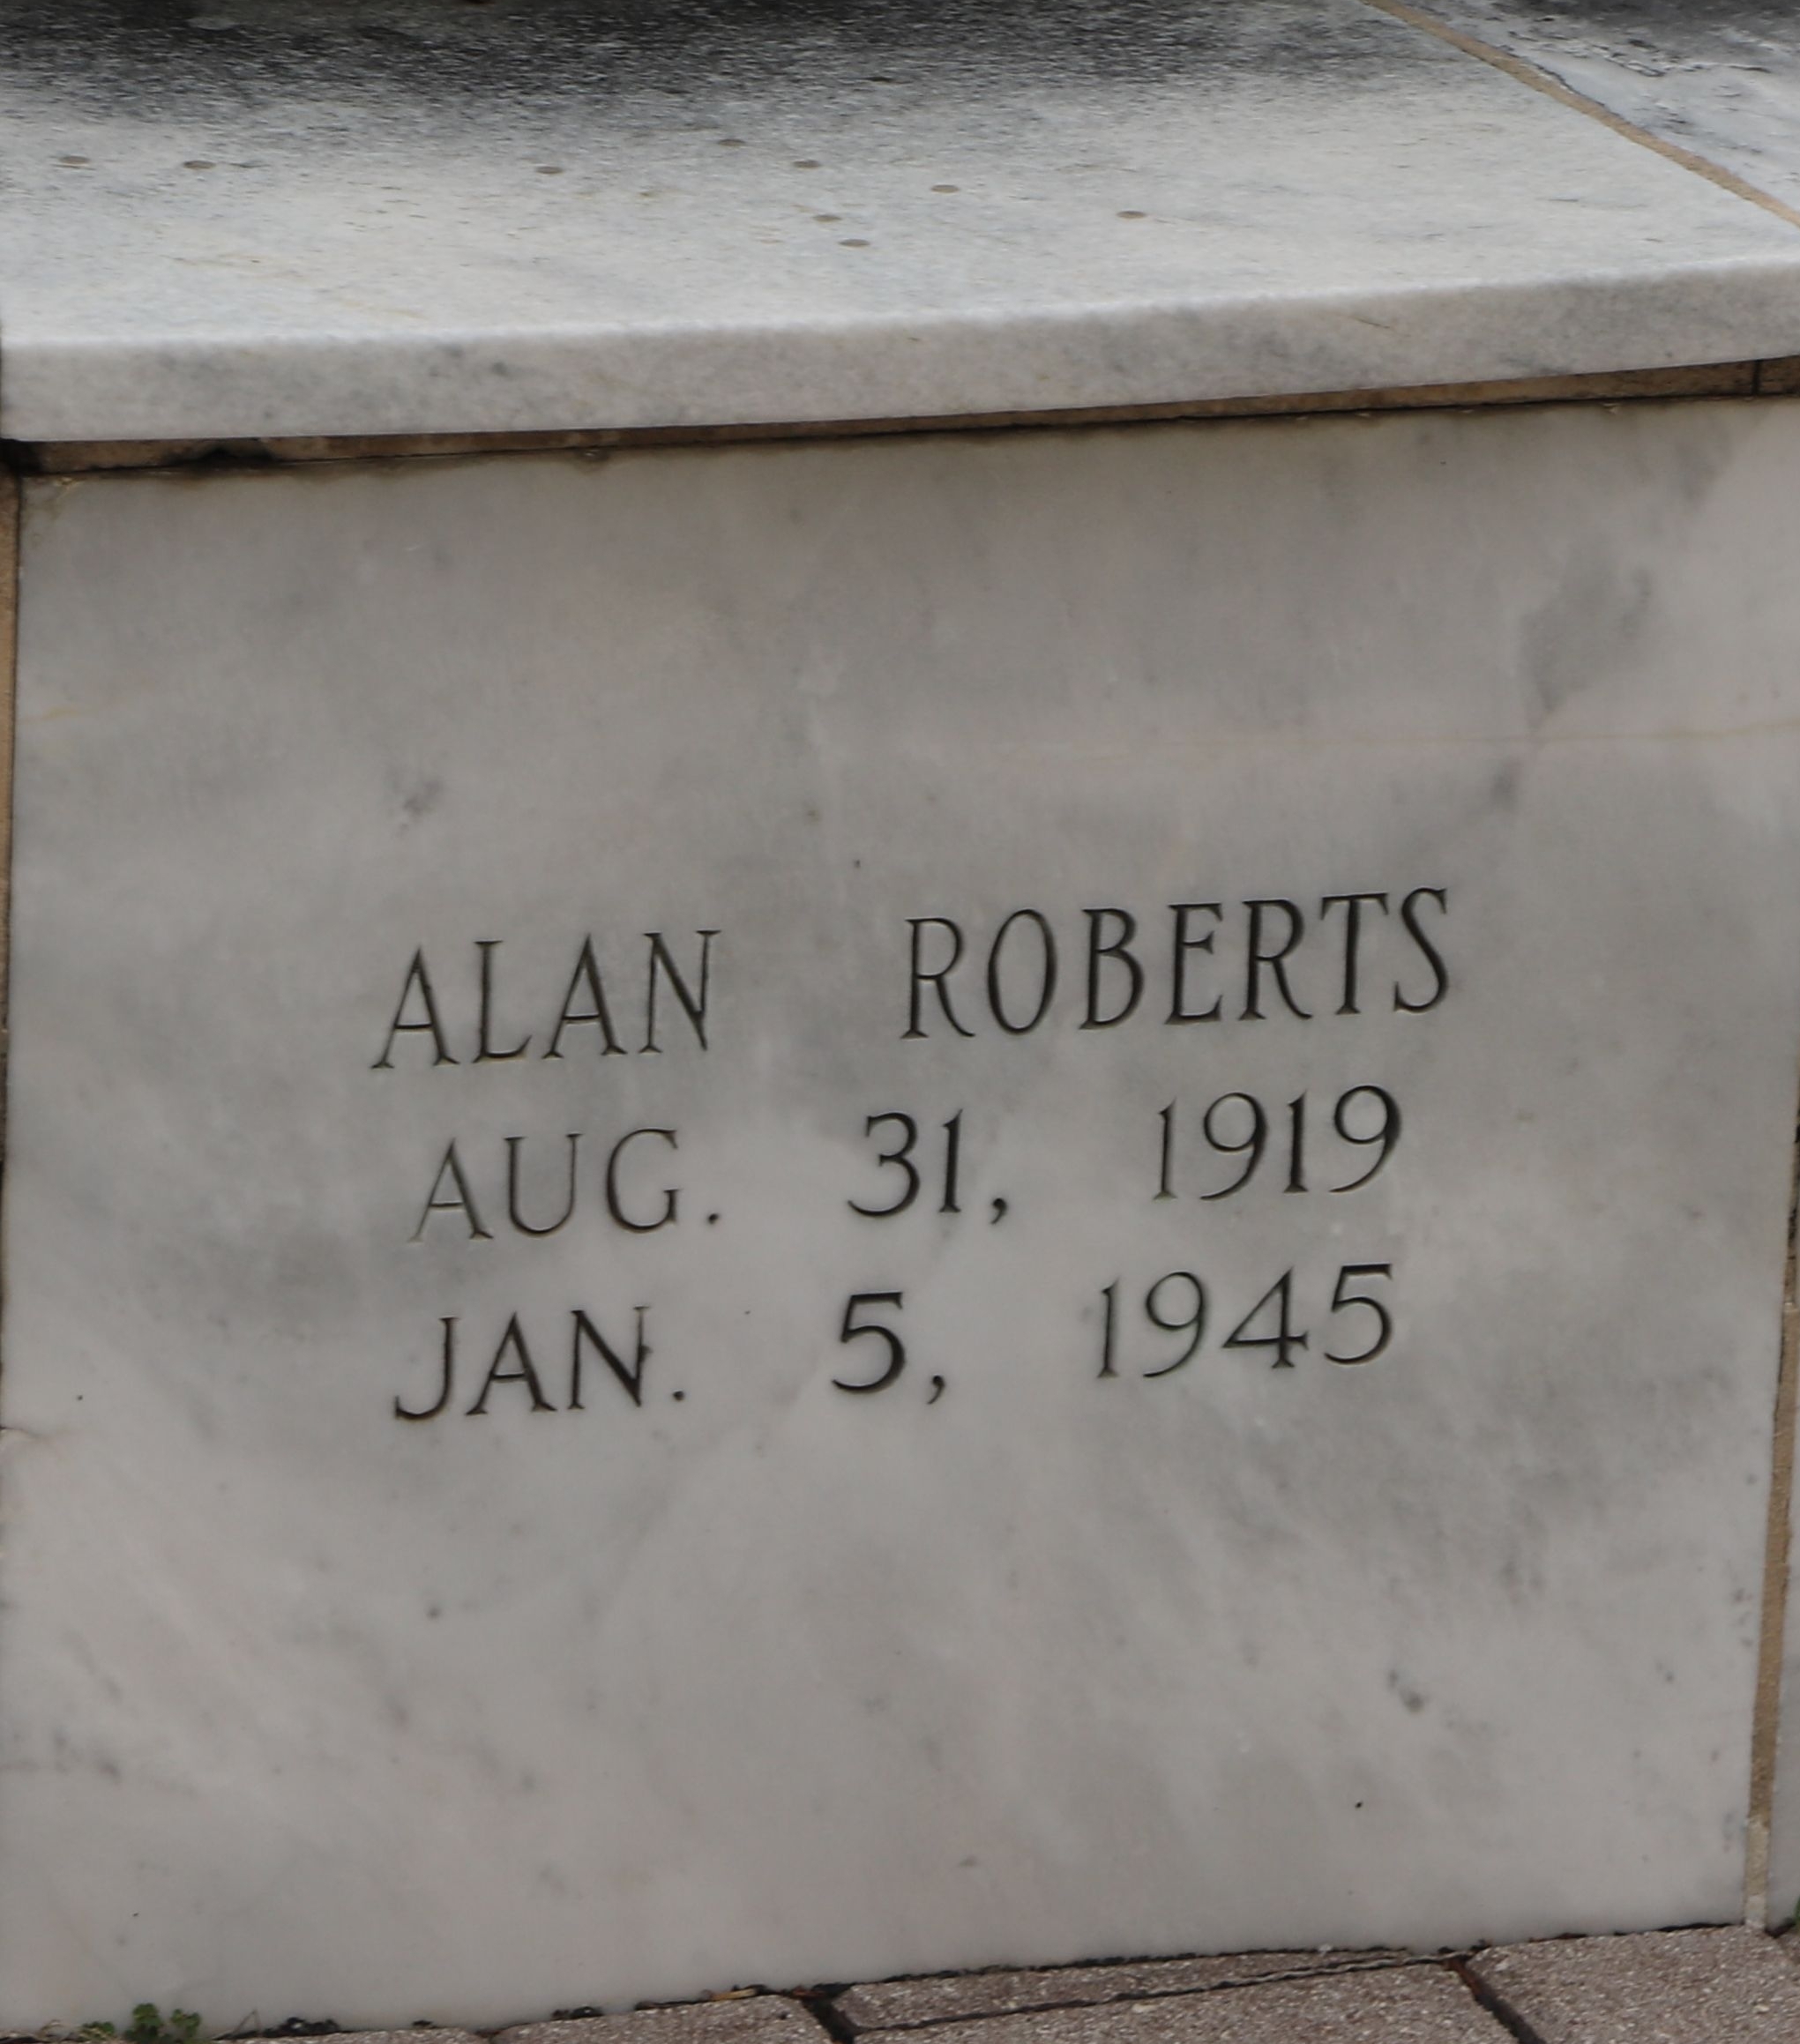 ALAN ROBERTS
AUG. 31, 1919
JAN. 5, 1945